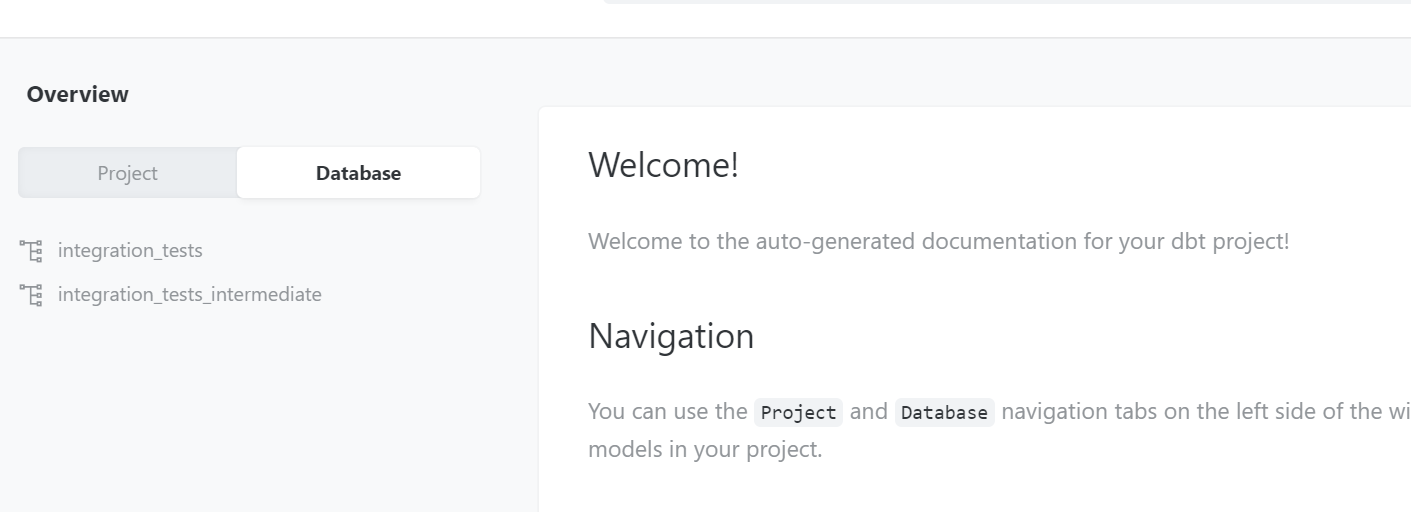 Overview
Project
Database
integration_tests
integration_tests_intermediate
Welcome!
Welcome to the auto-generated documentation for your dbt project!
Navigation
You can use the Project and Database navigation tabs on the left side of the wi
models in your project.